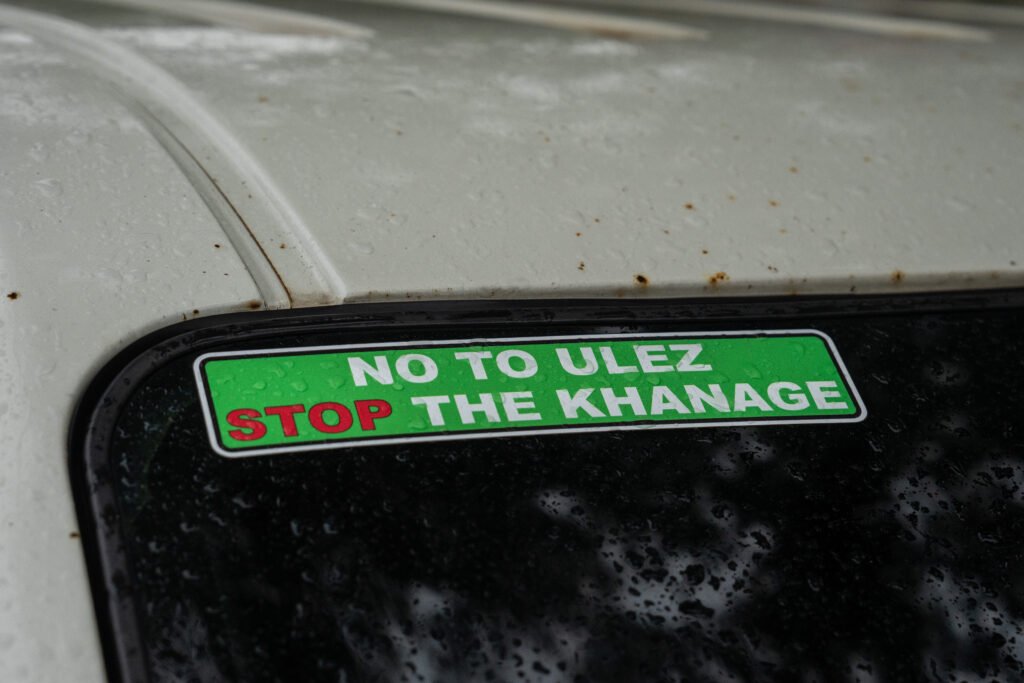 NO TO ULEZ
STOP THE KHANAGE